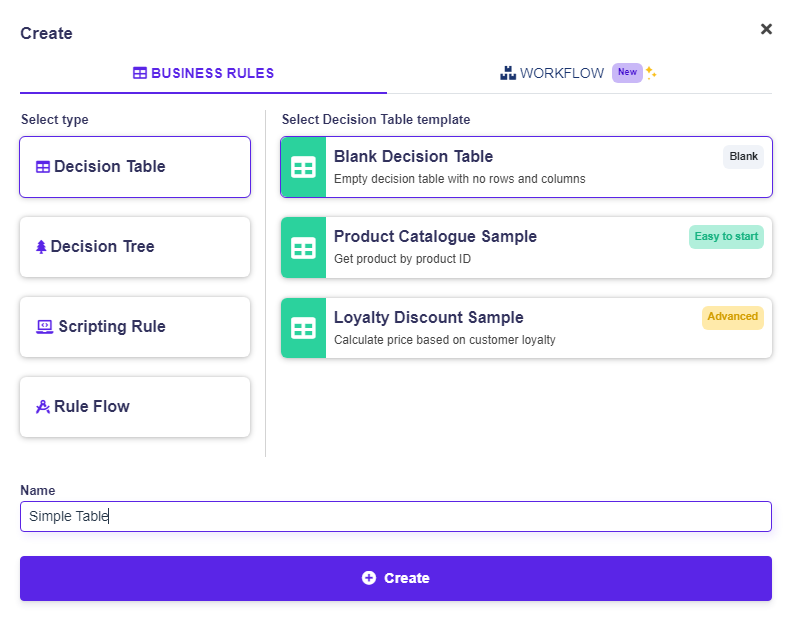 Create
BUSINESS RULES
WORKFLOW New
Select type
Decision Table
Decision Tree
Scripting Rule
Rule Flow
Select Decision Table template
Blank Decision Table
Blank
Empty decision table with no rows and columns
Product Catalogue Sample
Easy to start
Get product by product ID
Loyalty Discount Sample
Advanced
Calculate price based on customer loyalty
Name
Simple Table
Create